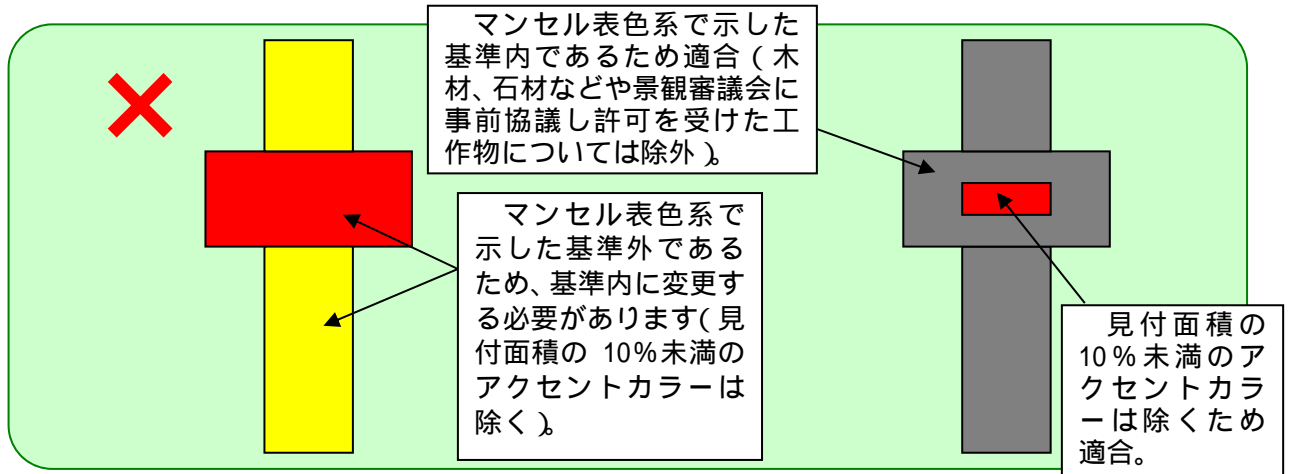 マンセル表色系で示した
基準内であるため適合（木
材、石材などや景観審議会に
事前協議し許可を受けた工
作物については除外）。
マンセル表色系で
示した基準外である
ため、基準内に変更す
る必要があります（見
付面積の 10％未満の
アクセントカラーは
除く）。
見付面積の
10％未満のア
クセントカラ
ーは除くため
適合。